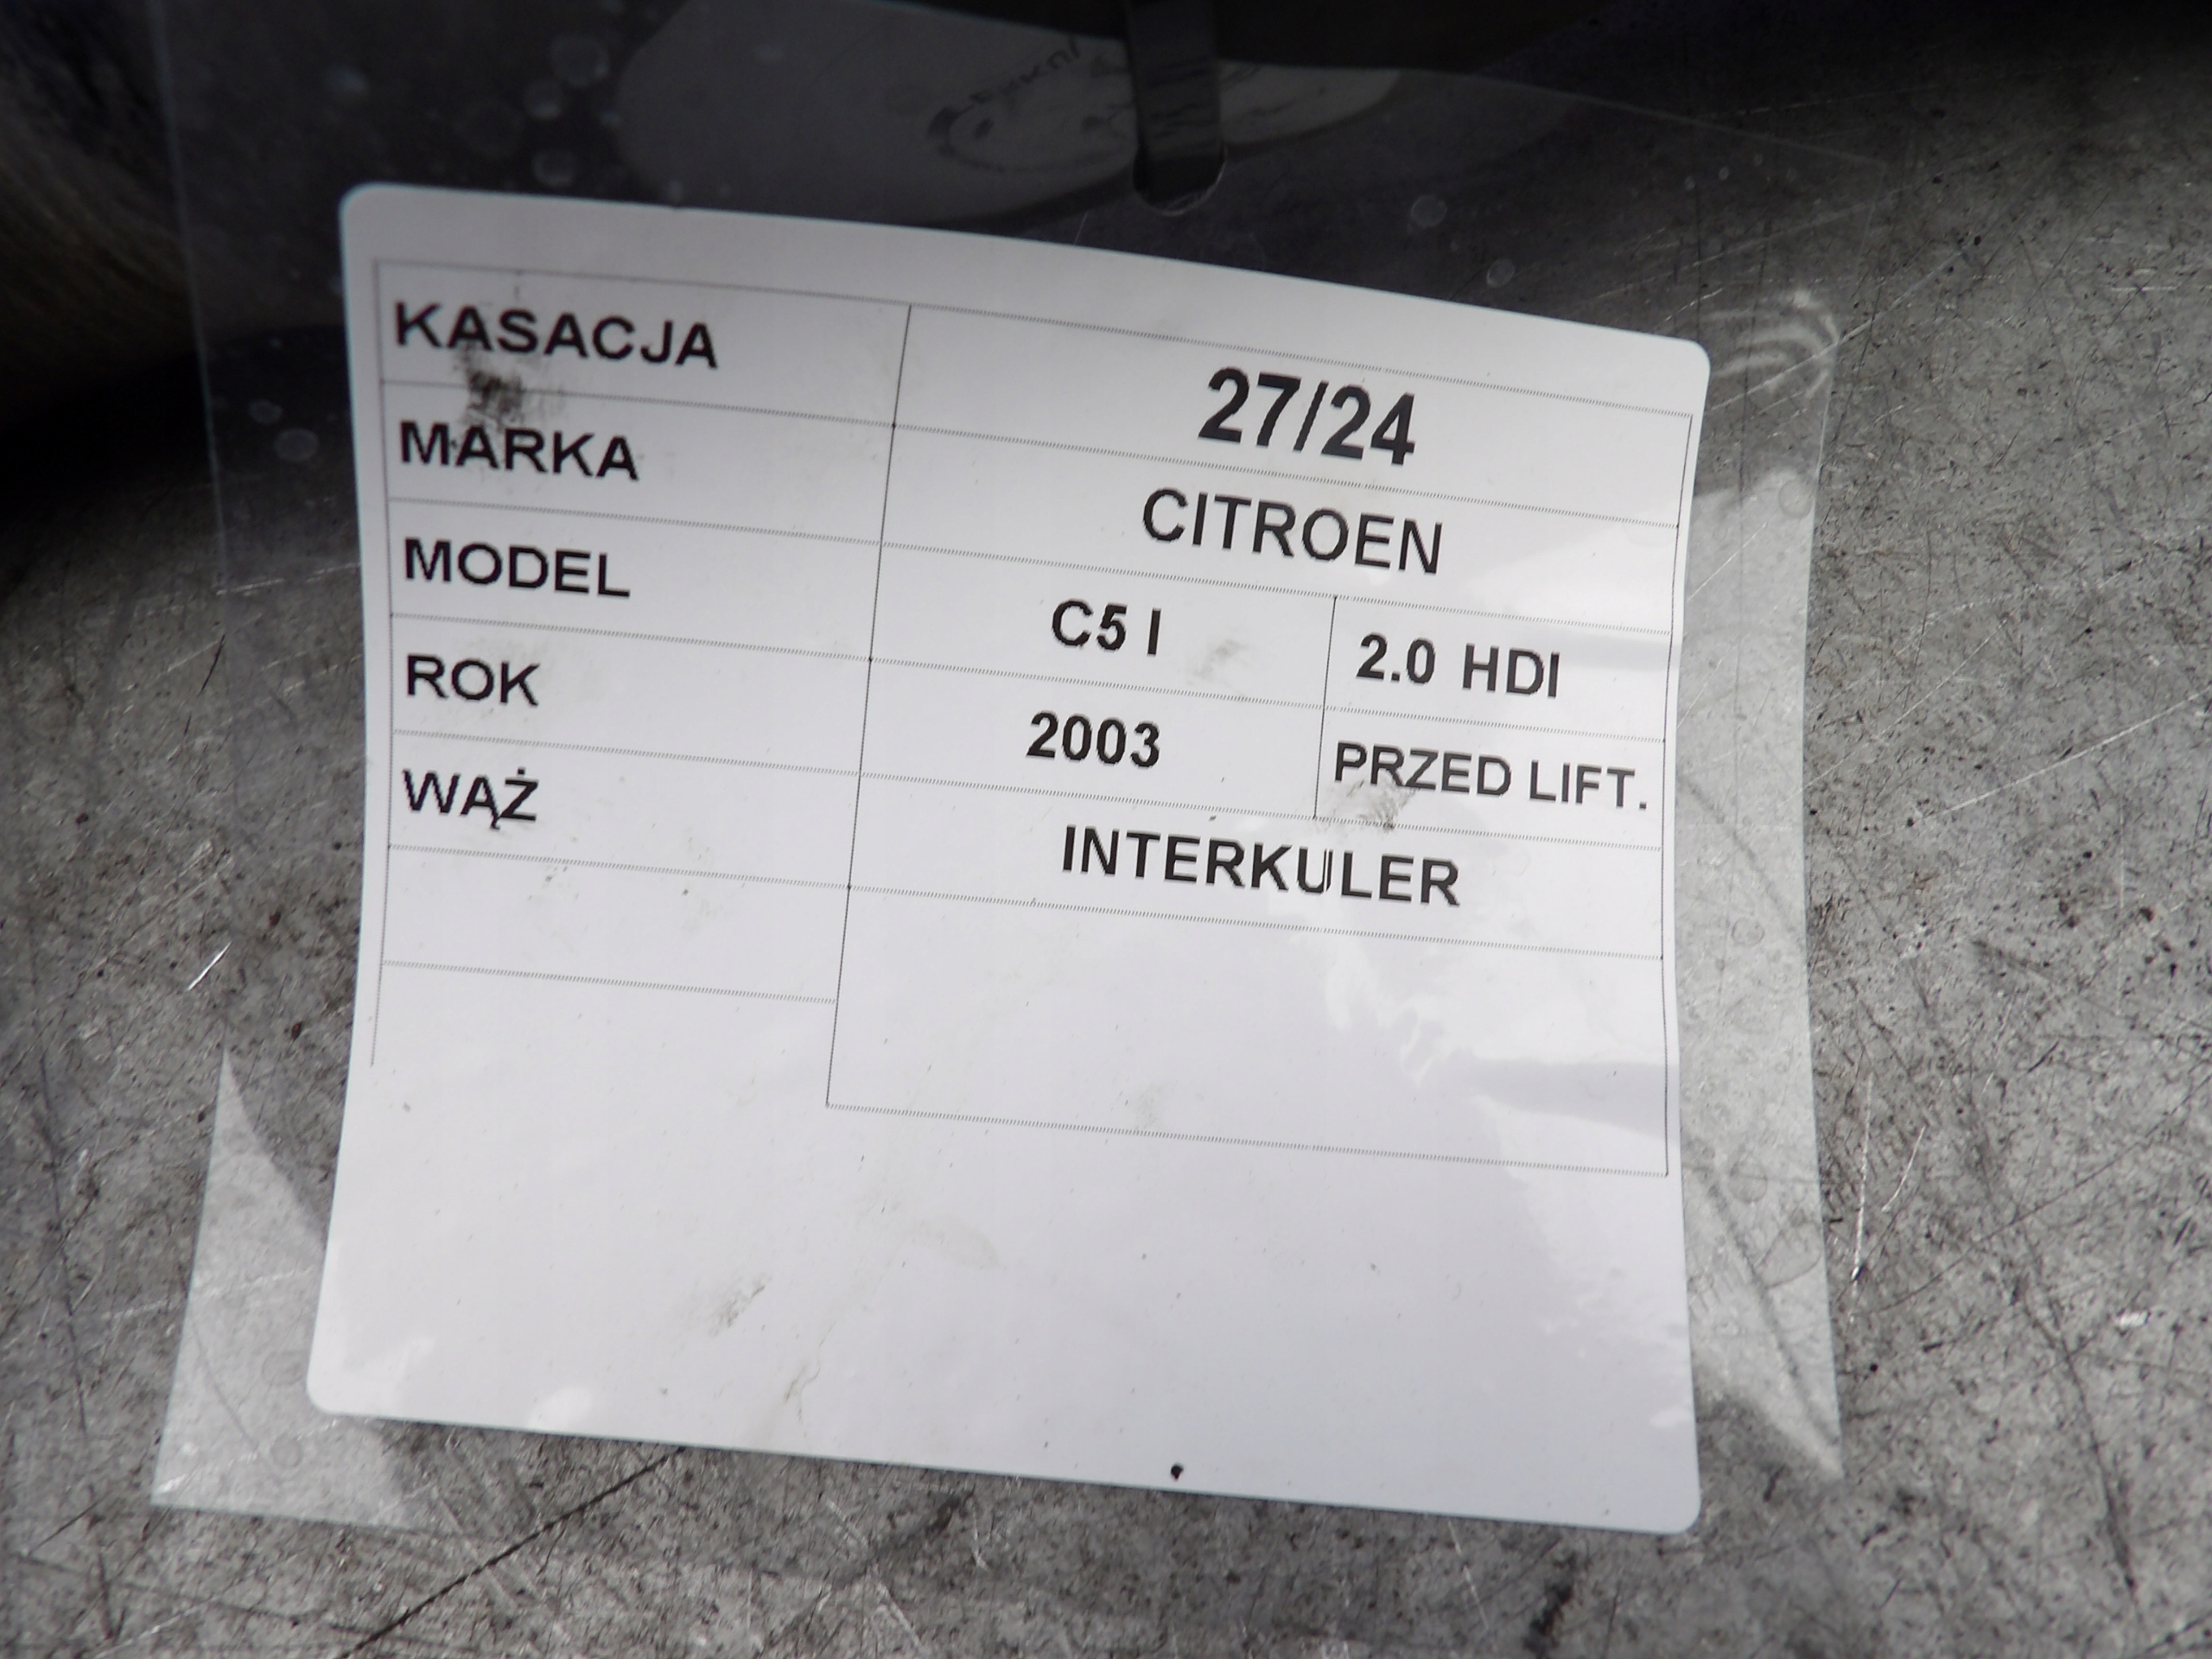 KASACJA 27/24
MARKA CITROEN
MODEL C5 I 2.0 HDI
ROK 2003 PRZED LIFT.
WĄŻ INTERKULER